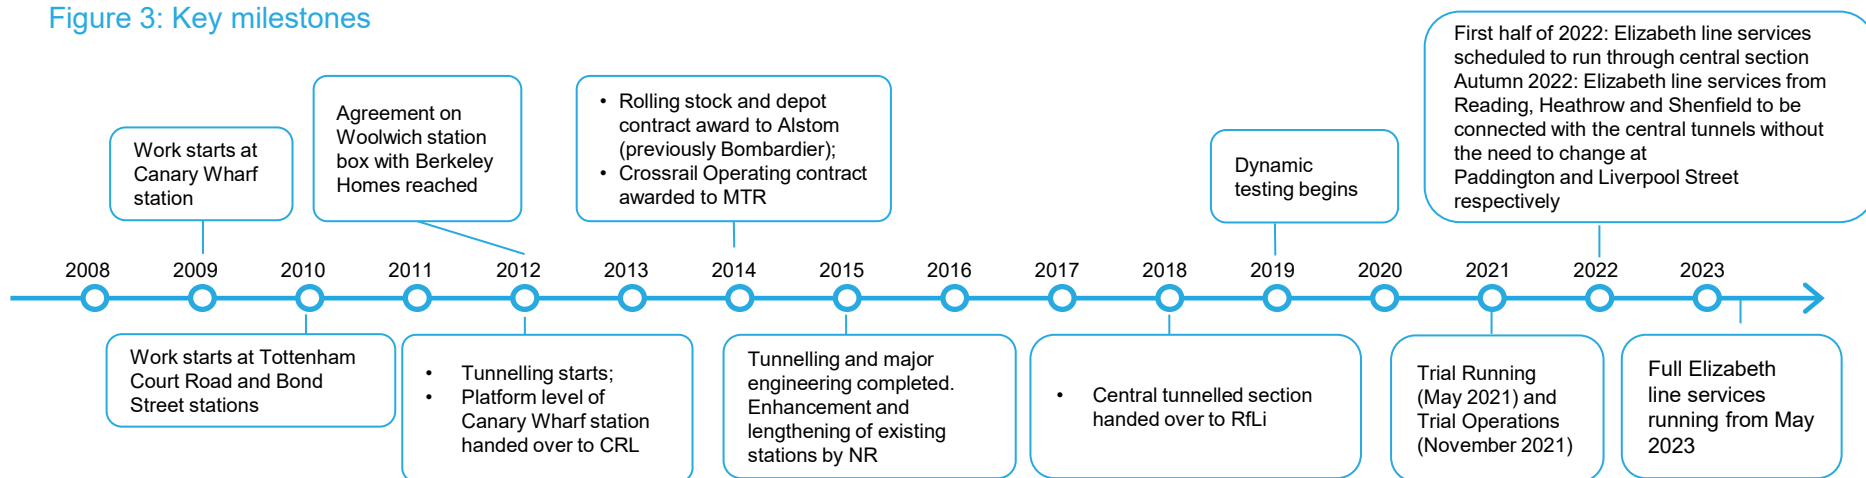 Figure 3: Key milestones
First half of 2022: Elizabeth line services
scheduled to run through central section
Autumn 2022: Elizabeth line services from
Reading, Heathrow and Shenfield to be
connected with the central tunnels without
the need to change at
Paddington and Liverpool Street
respectively
Work starts at
Canary Wharf
station
Agreement on
Woolwich station
box with Berkeley
Homes reached
• Rolling stock and depot
contract award to Alstom
(previously Bombardier);
• Crossrail Operating contract
awarded to MTR
Dynamic
testing begins
2008 2009 2010 2011 2012 2013 2014 2015 2016 2017 2018 2019 2020 2021 2022 2023
Work starts at Tottenham
Court Road and Bond
Street stations
• Tunnelling starts;
• Platform level of
Canary Wharf station
handed over to CRL
Tunnelling and major
engineering completed.
Enhancement and
lengthening of existing
stations by NR
• Central tunnelled section
handed over to RfLi
Trial Running
(May 2021) and
Trial Operations
(November 2021)
Full Elizabeth
line services
running from May
2023